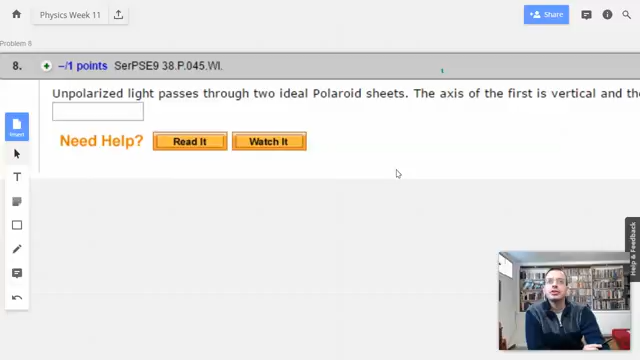 Physics Week 11
Share
Problem 8
8. –/1 points SerPSE9 38.P.045.WI.
Unpolarized light passes through two ideal Polaroid sheets. The axis of the first is vertical and the
Need Help? Read It Watch It
Insert
T
Help & Feedback